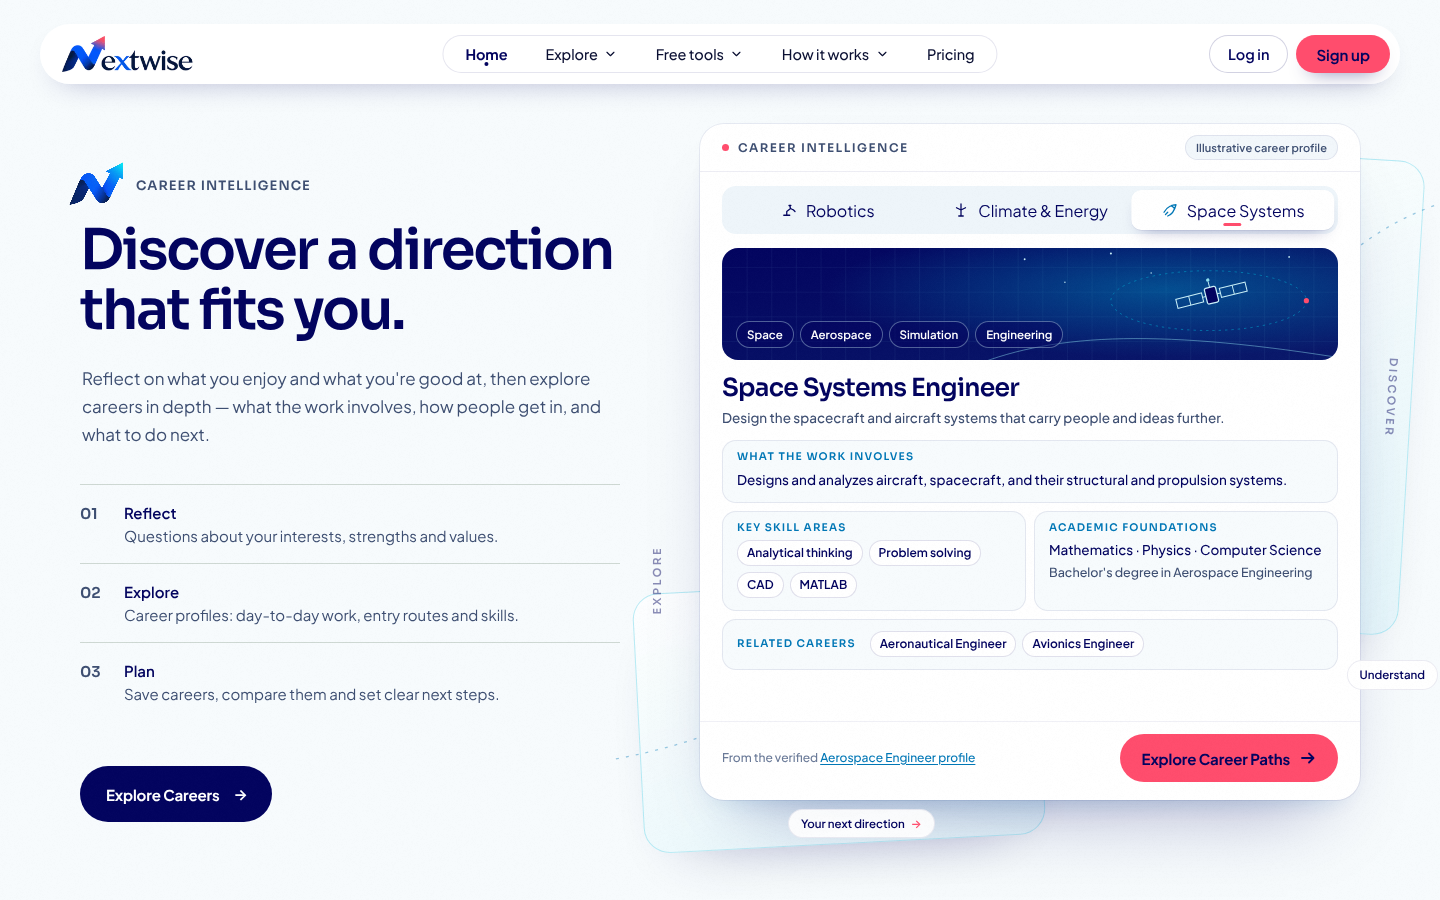 Nextwise
Home
Explore
Free tools
How it works
Pricing
Log in
Sign up
CAREER INTELLIGENCE
Discover a direction
that fits you.
Reflect on what you enjoy and what you're good at, then explore
careers in depth — what the work involves, how people get in, and
what to do next.
01 Reflect
Questions about your interests, strengths and values.
02 Explore
Career profiles: day-to-day work, entry routes and skills.
03 Plan
Save careers, compare them and set clear next steps.
Explore Careers →
EXPLORE
CAREER INTELLIGENCE
Illustrative career profile
Robotics
Climate & Energy
Space Systems
Space
Aerospace
Simulation
Engineering
Space Systems Engineer
Design the spacecraft and aircraft systems that carry people and ideas further.
WHAT THE WORK INVOLVES
Designs and analyzes aircraft, spacecraft, and their structural and propulsion systems.
KEY SKILL AREAS
Analytical thinking
Problem solving
CAD
MATLAB
ACADEMIC FOUNDATIONS
Mathematics · Physics · Computer Science
Bachelor's degree in Aerospace Engineering
RELATED CAREERS
Aeronautical Engineer
Avionics Engineer
From the verified Aerospace Engineer profile
Explore Career Paths →
DISCOVER
Understand
Your next direction →